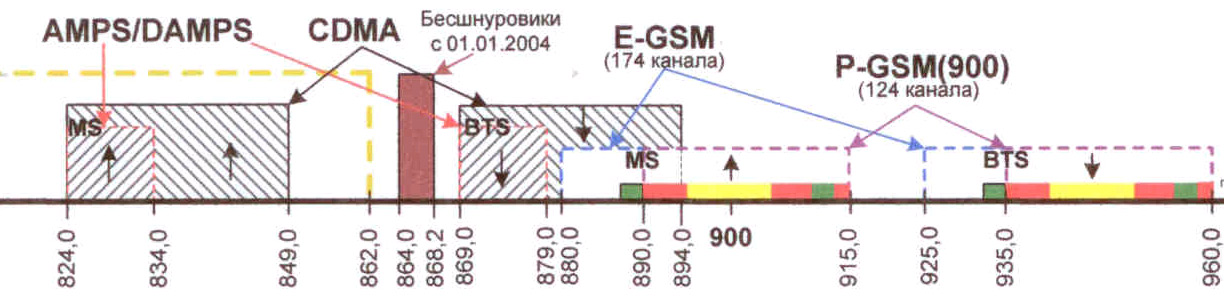 AMPS/DAMPS
CDMA
Бесшнуровики
с 01.01.2004
E-GSM
(174 канала)
P-GSM(900)
(124 канала)
MS
BTS
MS
BTS
824,0
834,0
849,0
862,0
864,0
868,2
869,0
879,0
880,0
890,0
894,0
900
915,0
925,0
935,0
960,0